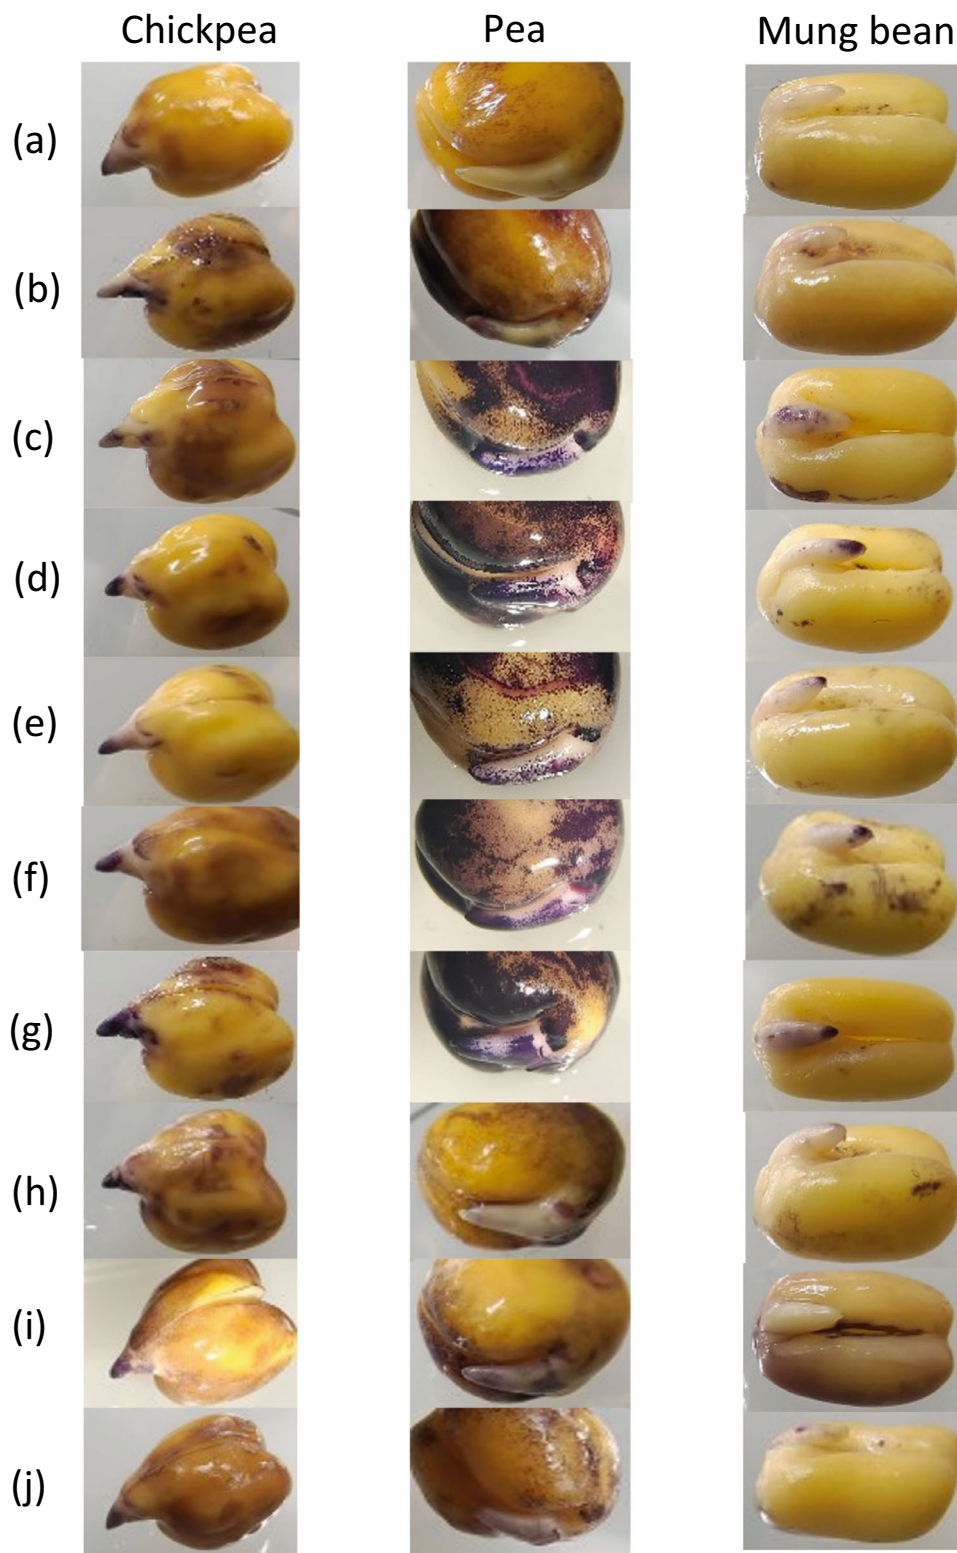 Chickpea Pea Mung bean
(a)
(b)
(c)
(d)
(e)
(f)
(g)
(h)
(i)
(j)